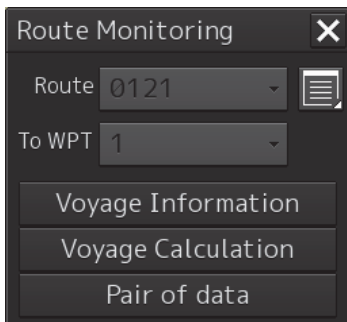 Route Monitoring
Route 0121
To WPT 1
Voyage Information
Voyage Calculation
Pair of data